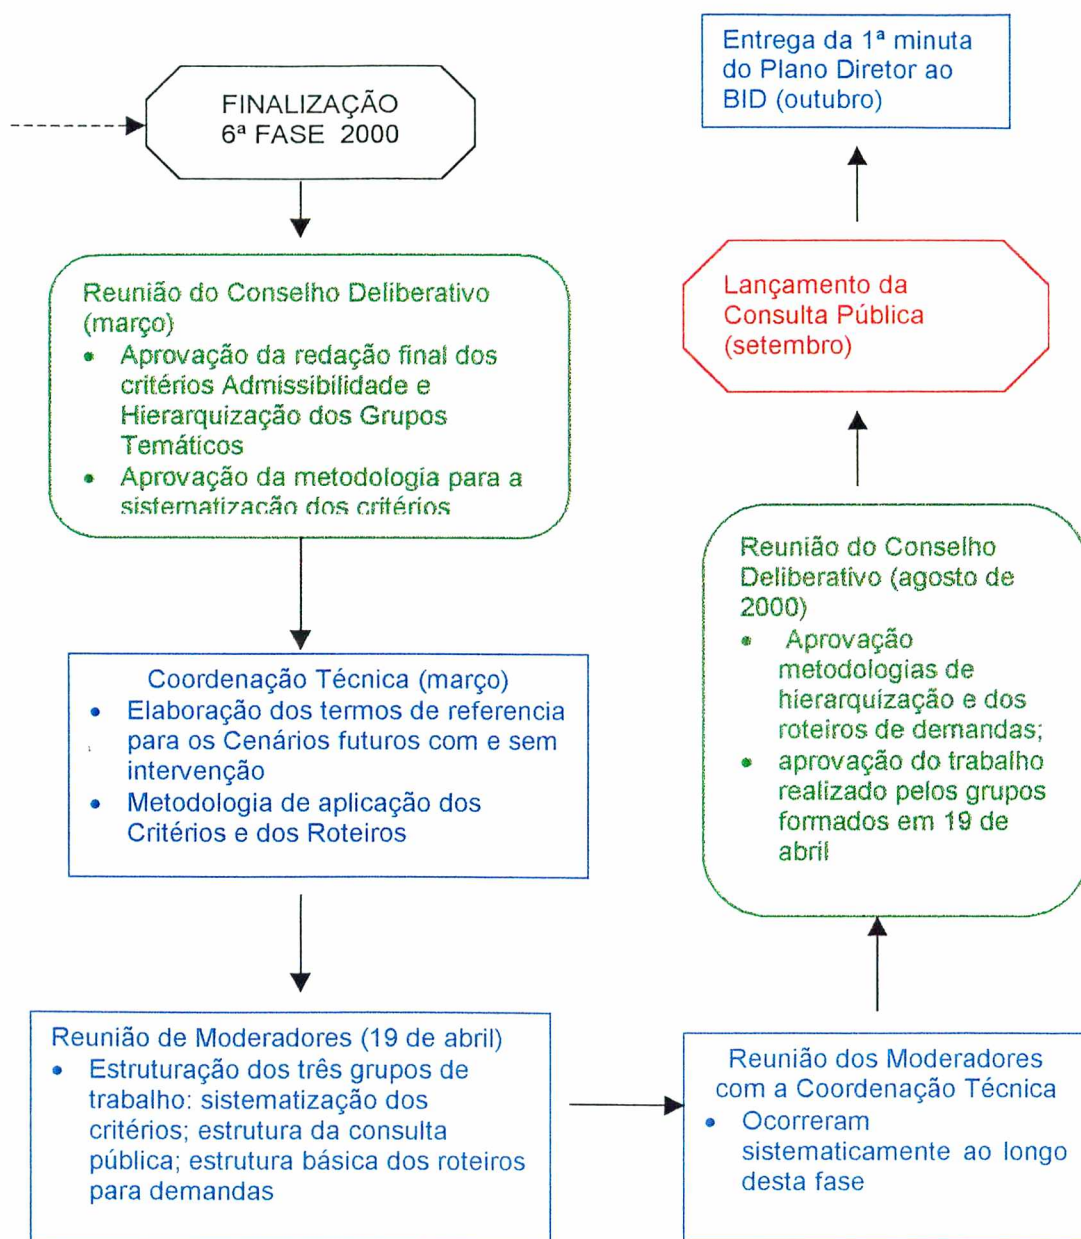 FINALIZAÇÃO
6ª FASE 2000
Reunião do Conselho Deliberativo
(março)
• Aprovação da redação final dos
critérios Admissibilidade e
Hierarquização dos Grupos
Temáticos
• Aprovação da metodologia para a
sistematização dos critérios
Coordenação Técnica (março)
• Elaboração dos termos de referencia
para os Cenários futuros com e sem
intervenção
• Metodologia de aplicação dos
Critérios e dos Roteiros
Reunião de Moderadores (19 de abril)
• Estruturação dos três grupos de
trabalho: sistematização dos
critérios; estrutura da consulta
pública; estrutura básica dos roteiros
para demandas
Reunião dos Moderadores
com a Coordenação Técnica
• Ocorreram
sistematicamente ao longo
desta fase
Reunião do Conselho
Deliberativo (agosto de
2000)
• Aprovação
metodologias de
hierarquização e dos
roteiros de demandas;
• aprovação do trabalho
realizado pelos grupos
formados em 19 de
abril
Lançamento da
Consulta Pública
(setembro)
Entrega da 1ª minuta
do Plano Diretor ao
BID (outubro)